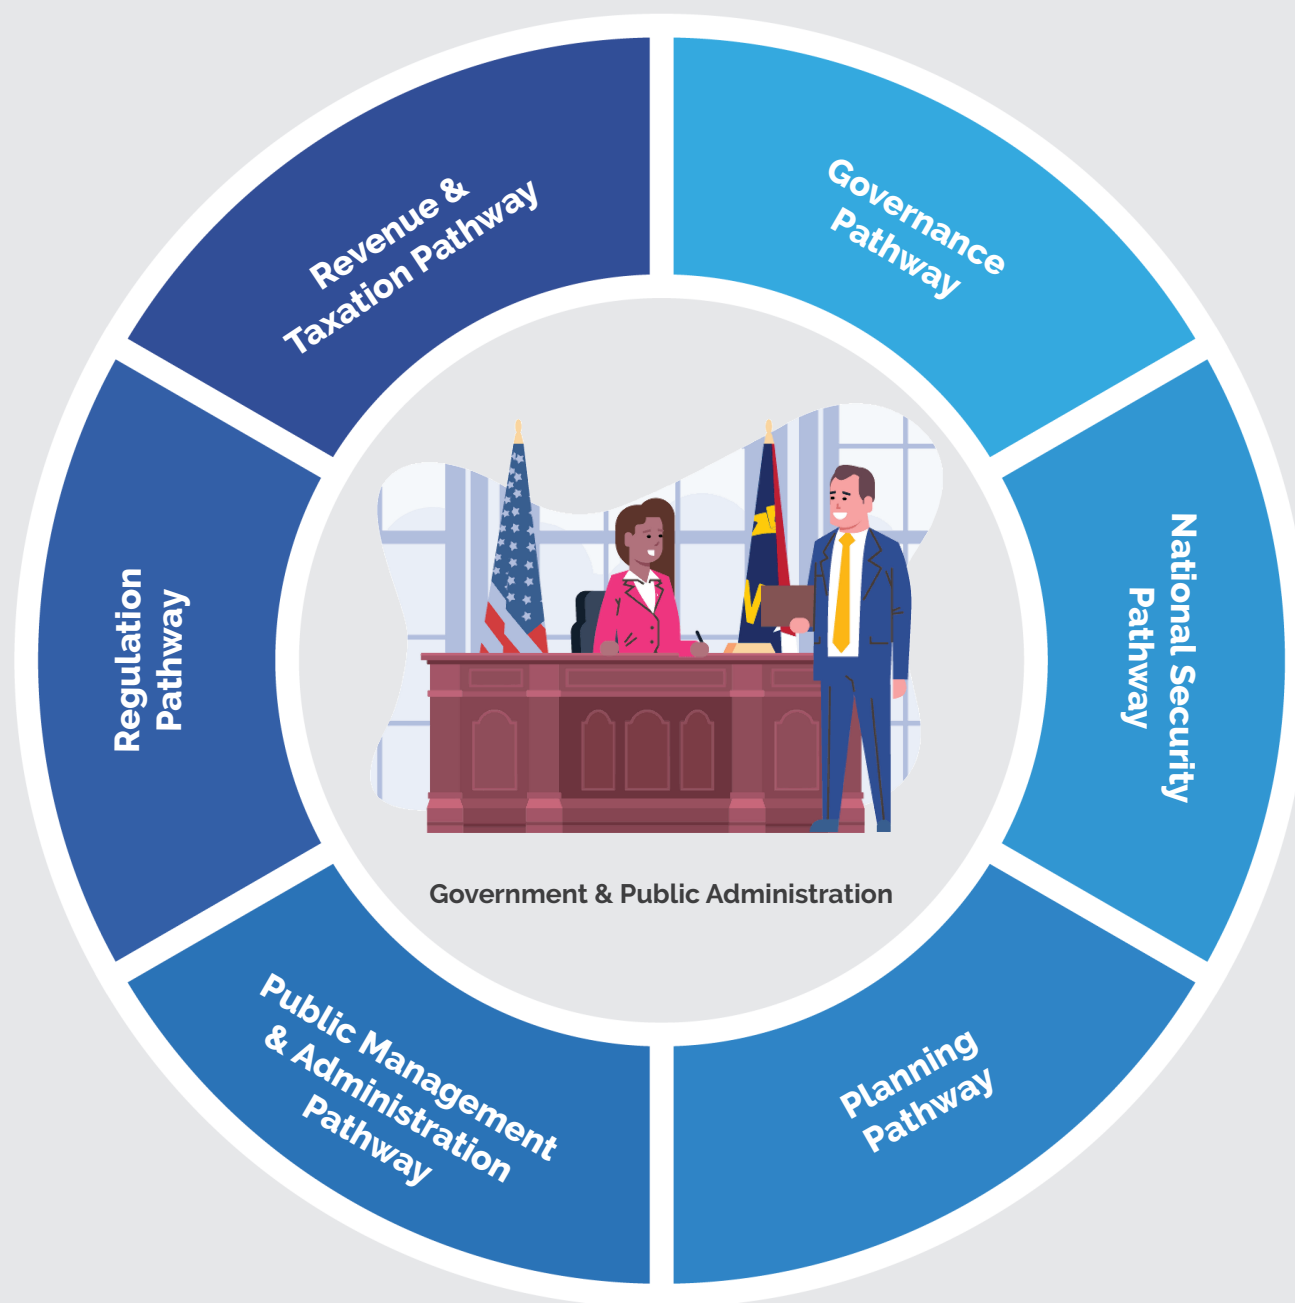 Governance
Pathway
National Security
Pathway
Planning
Pathway
Public Management
& Administration
Pathway
Regulation
Pathway
Revenue &
Taxation Pathway
Government & Public Administration